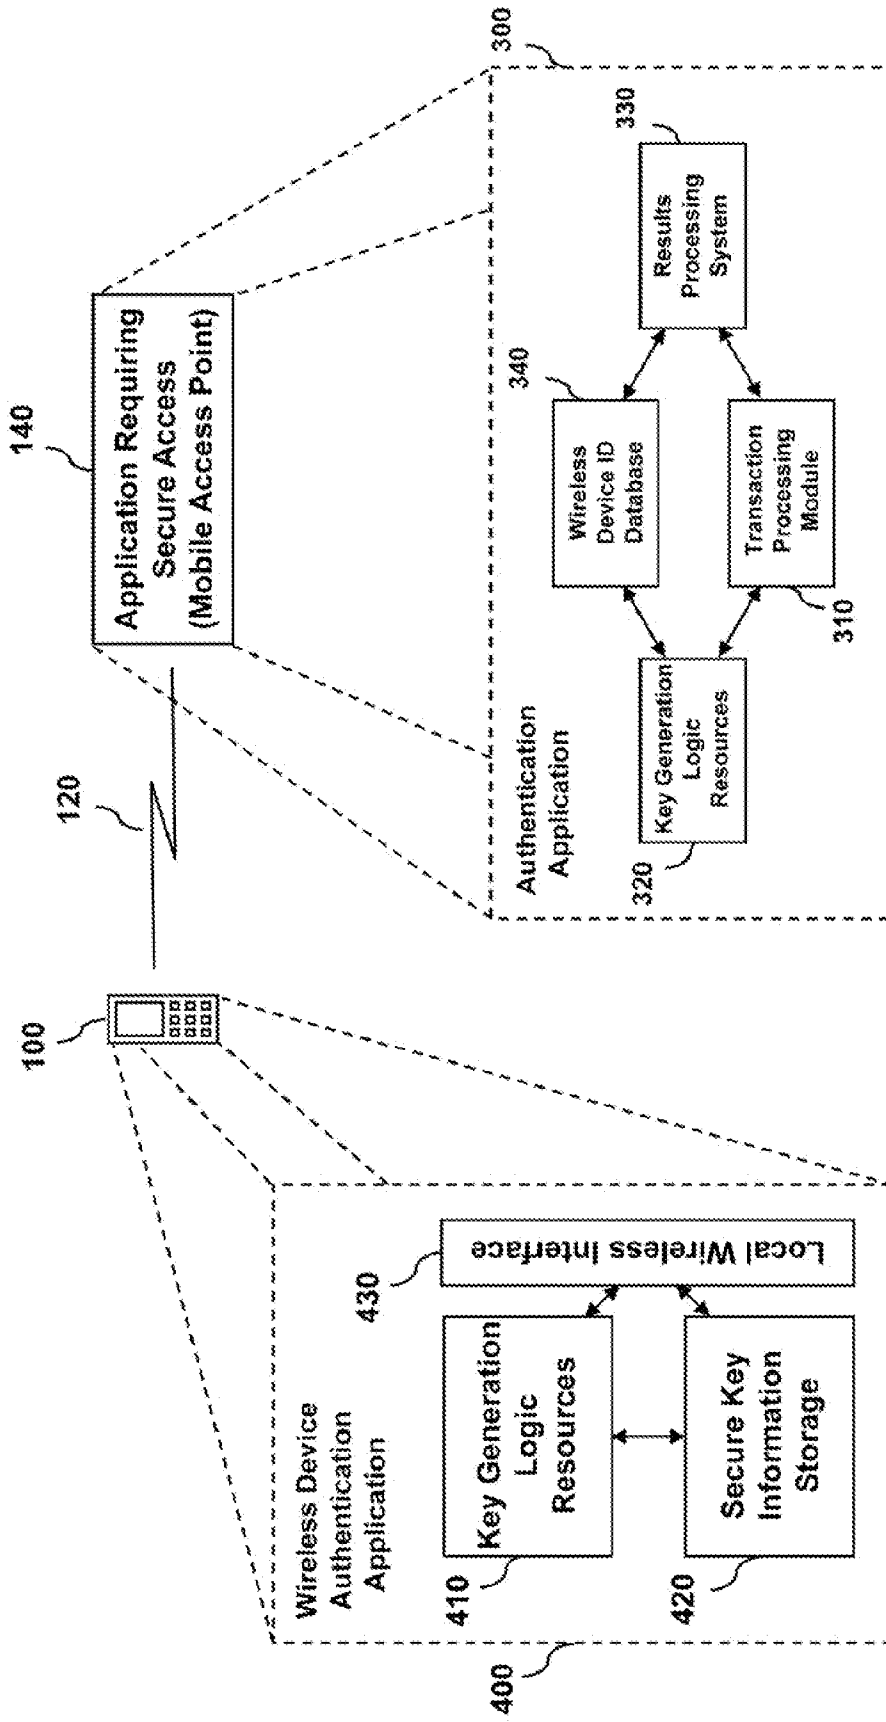 100
120
140
Application Requiring
Secure Access
(Mobile Access Point)
400
Wireless Device
Authentication
Application
430
Local Wireless Interface
Key Generation
Logic
Resources
410
Secure Key
Information
Storage
420
300
Authentication
Application
340
Wireless
Device ID
Database
330
Results
Processing
System
Key Generation
Logic
Resources
320
Transaction
Processing
Module
310